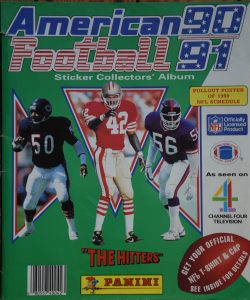 American 90
Football 91
Sticker Collectors' Album
PULLOUT POSTER
OF 1990
NFL SCHEDULE
NFL
Officially
Licensed
Product
As seen on
4
CHANNEL FOUR
TELEVISION
50
42
56
"THE HITTERS"
GET YOUR OFFICIAL
NFL T-SHIRT & CAP
SEE INSIDE FOR DETAILS
PANINI